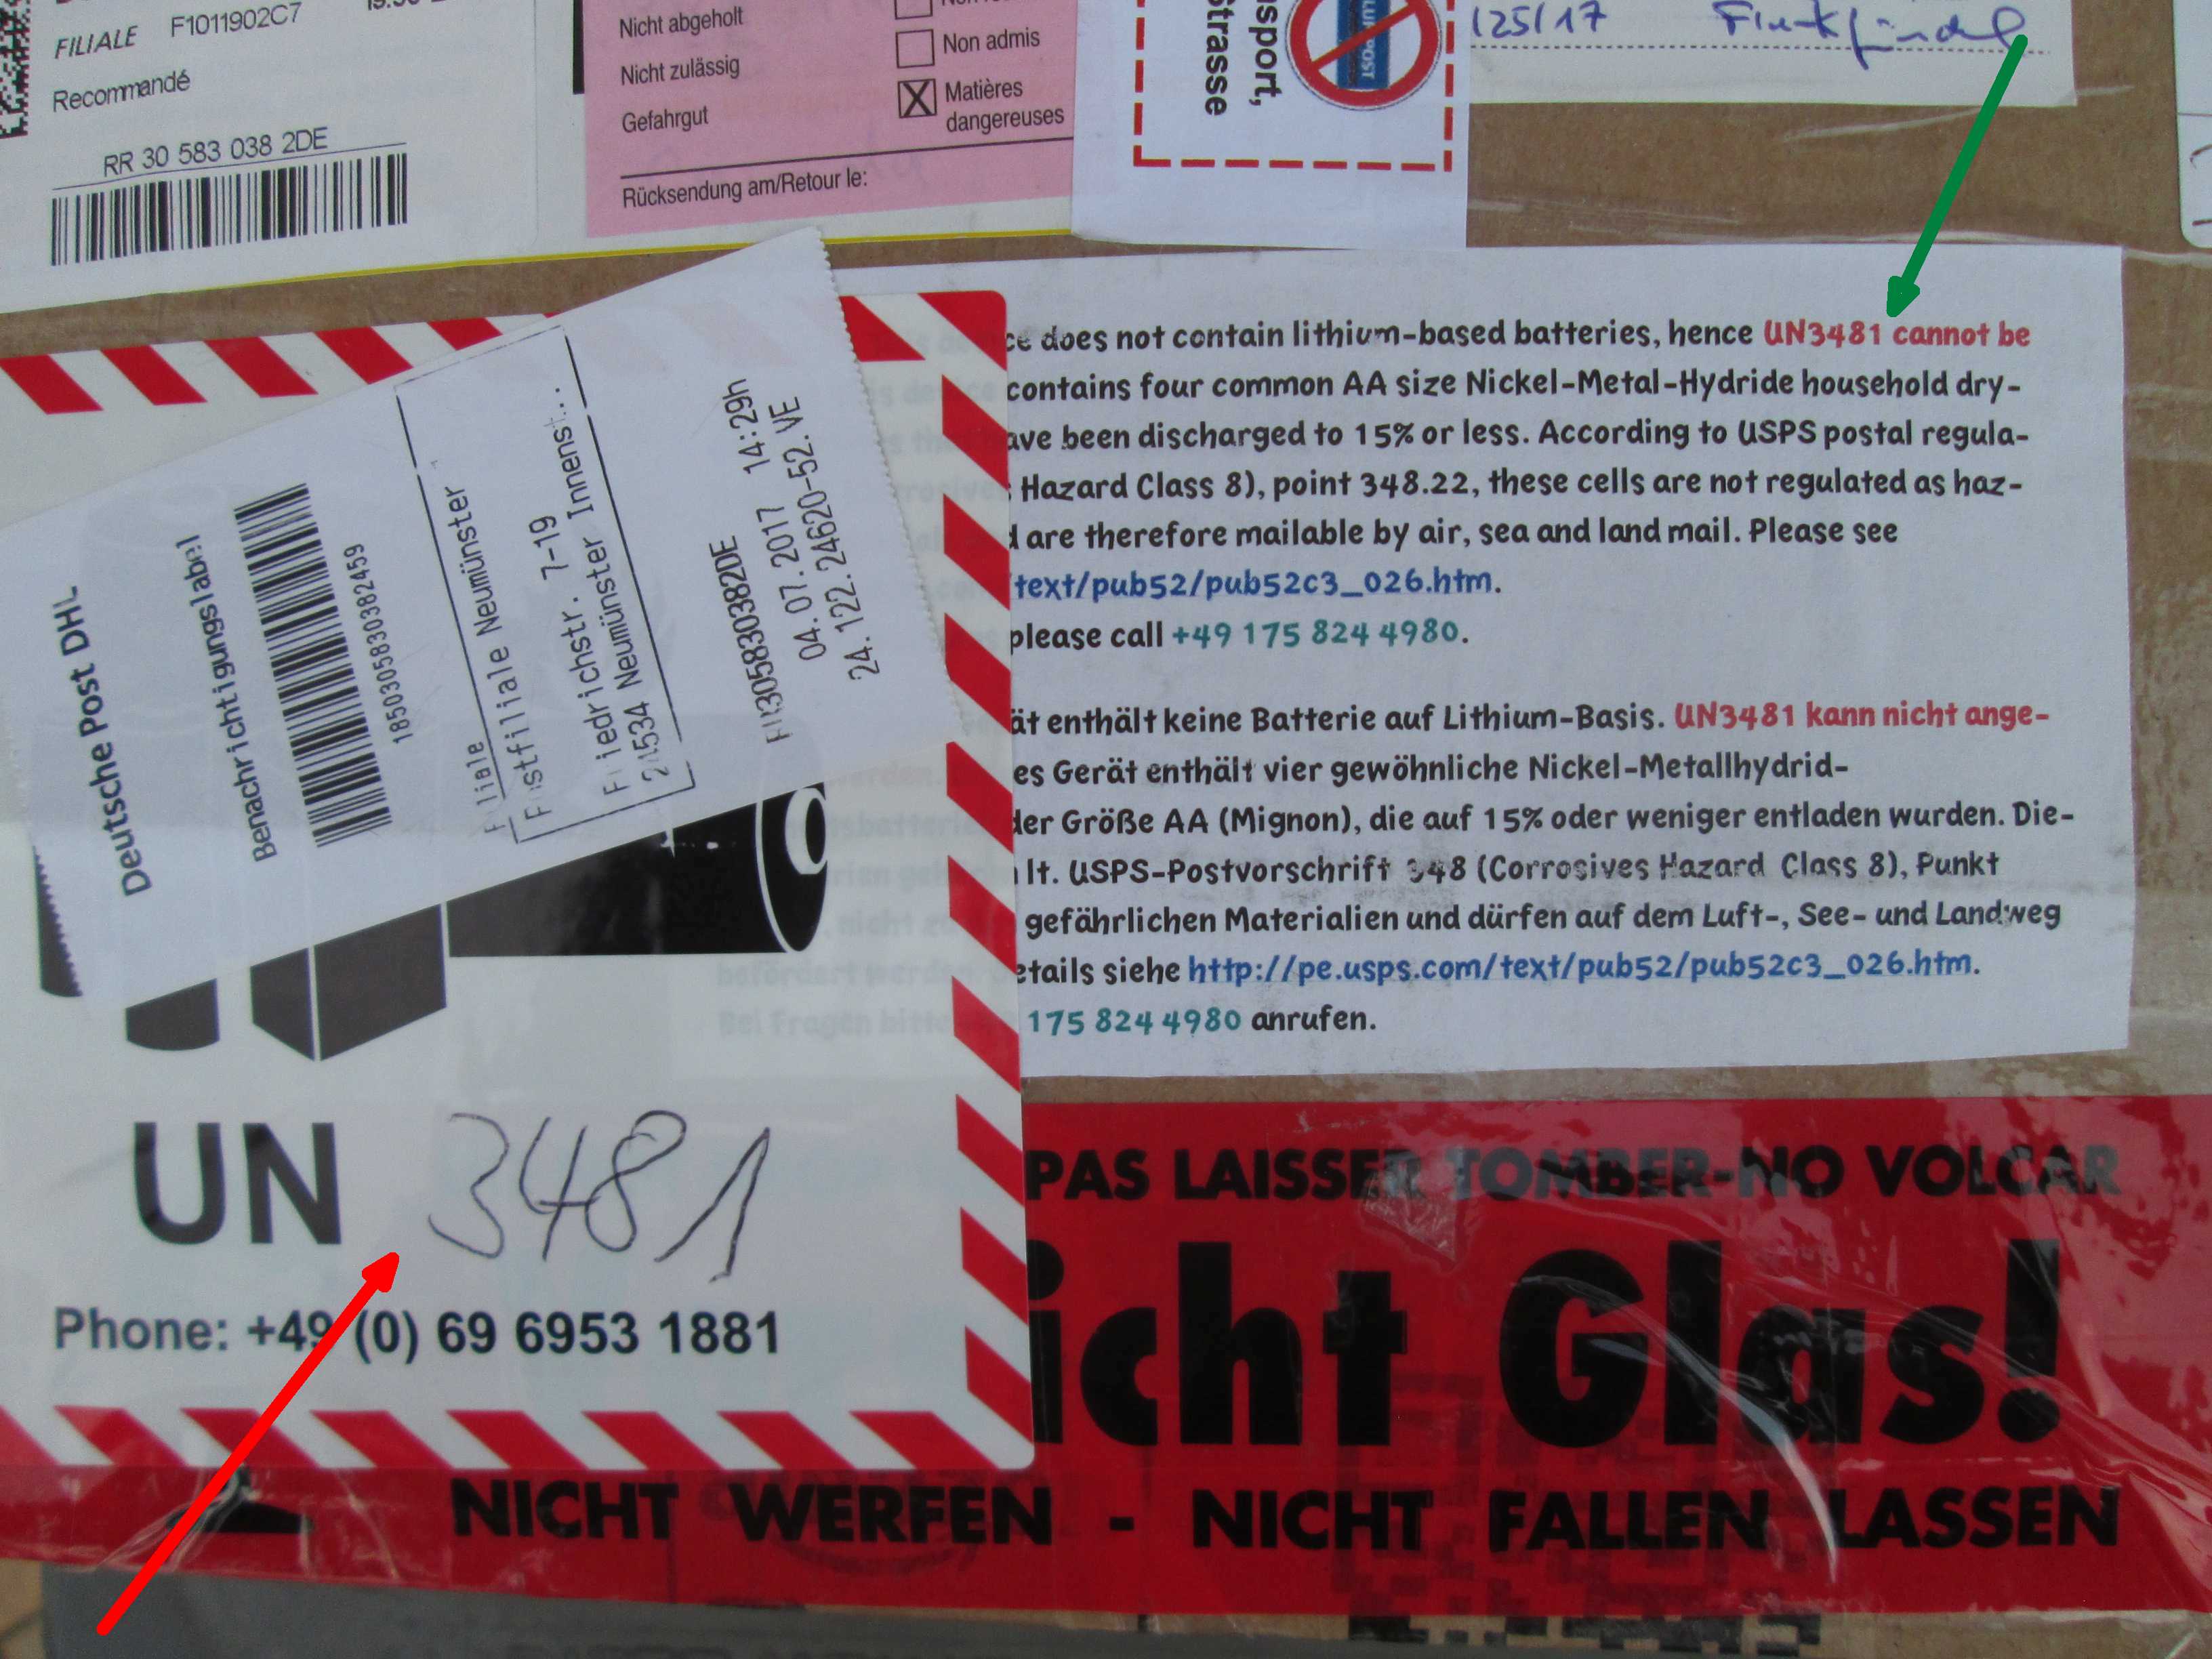 FILIALE F1011902C7
Recommandé
RR 30 583 038 2DE
Nicht abgeholt
Nicht zulässig
Non admis
Gefahrgut
Matières
dangereuses
Rücksendung am/Retour le:
sport,
strasse
POST
/25/17
ce does not contain lithium-based batteries, hence UN3481 cannot be
contains four common AA size Nickel-Metal-Hydride household dry-
ave been discharged to 15% or less. According to USPS postal regula-
: Hazard Class 8), point 348.22, these cells are not regulated as haz-
d are therefore mailable by air, sea and land mail. Please see
/text/pub52/pub52c3_026.htm.
please call +49 175 824 4980.
ät enthält keine Batterie auf Lithium-Basis. UN3481 kann nicht ange-
es Gerät enthält vier gewöhnliche Nickel-Metallhydrid-
der Größe AA (Mignon), die auf 15% oder weniger entladen wurden. Die-
lt. USPS-Postvorschrift 348 (Corrosives Hazard Class 8), Punkt
gefährlichen Materialien und dürfen auf dem Luft-, See- und Landweg
etails siehe http://pe.usps.com/text/pub52/pub52c3_026.htm.
befördert werden.
Bei Fragen bitte 175 824 4980 anrufen.
Deutsche Post DHL
Benachrichtigungslabel
1850305830382459
Filiale
Postfiliale Neumünster
Friedrichstr. 7-19
24534 Neumünster Innenst...
RR305830382DE
04.07.2017 14:29h
24.122.24620-52.VE
UN 3481
Phone: +49 (0) 69 6953 1881
PAS LAISSER TOMBER-NO VOLCAR
icht Glas!
NICHT WERFEN - NICHT FALLEN LASSEN